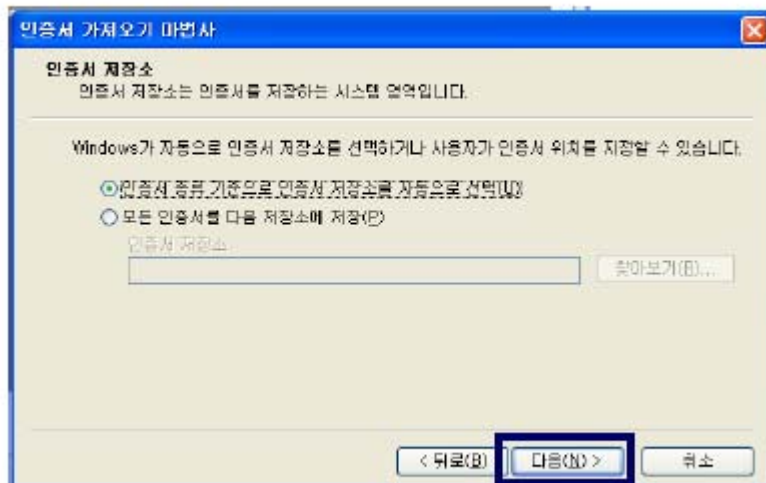 인증서 가져오기 마법사
인증서 저장소
인증서 저장소는 인증서를 저장하는 시스템 영역입니다.
Windows가 자동으로 인증서 저장소를 선택하거나 사용자가 인증서 위치를 지정할 수 있습니다.
인증서 종류 기준으로 인증서 저장소를 자동으로 선택(U)
모든 인증서를 다음 저장소에 저장(P)
인증서 저장소:
찾아보기(R)...
< 뒤로(B)
다음(N) >
취소